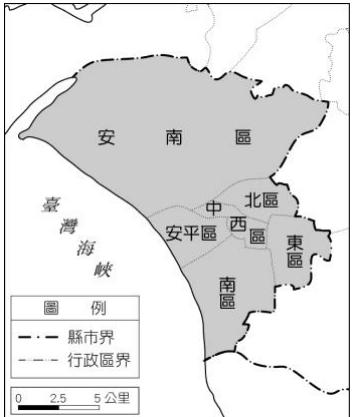 安南區
北區
中西區
安平區
東區
南區
臺灣海峽
圖例
縣市界
行政區界
0 2.5 5公里